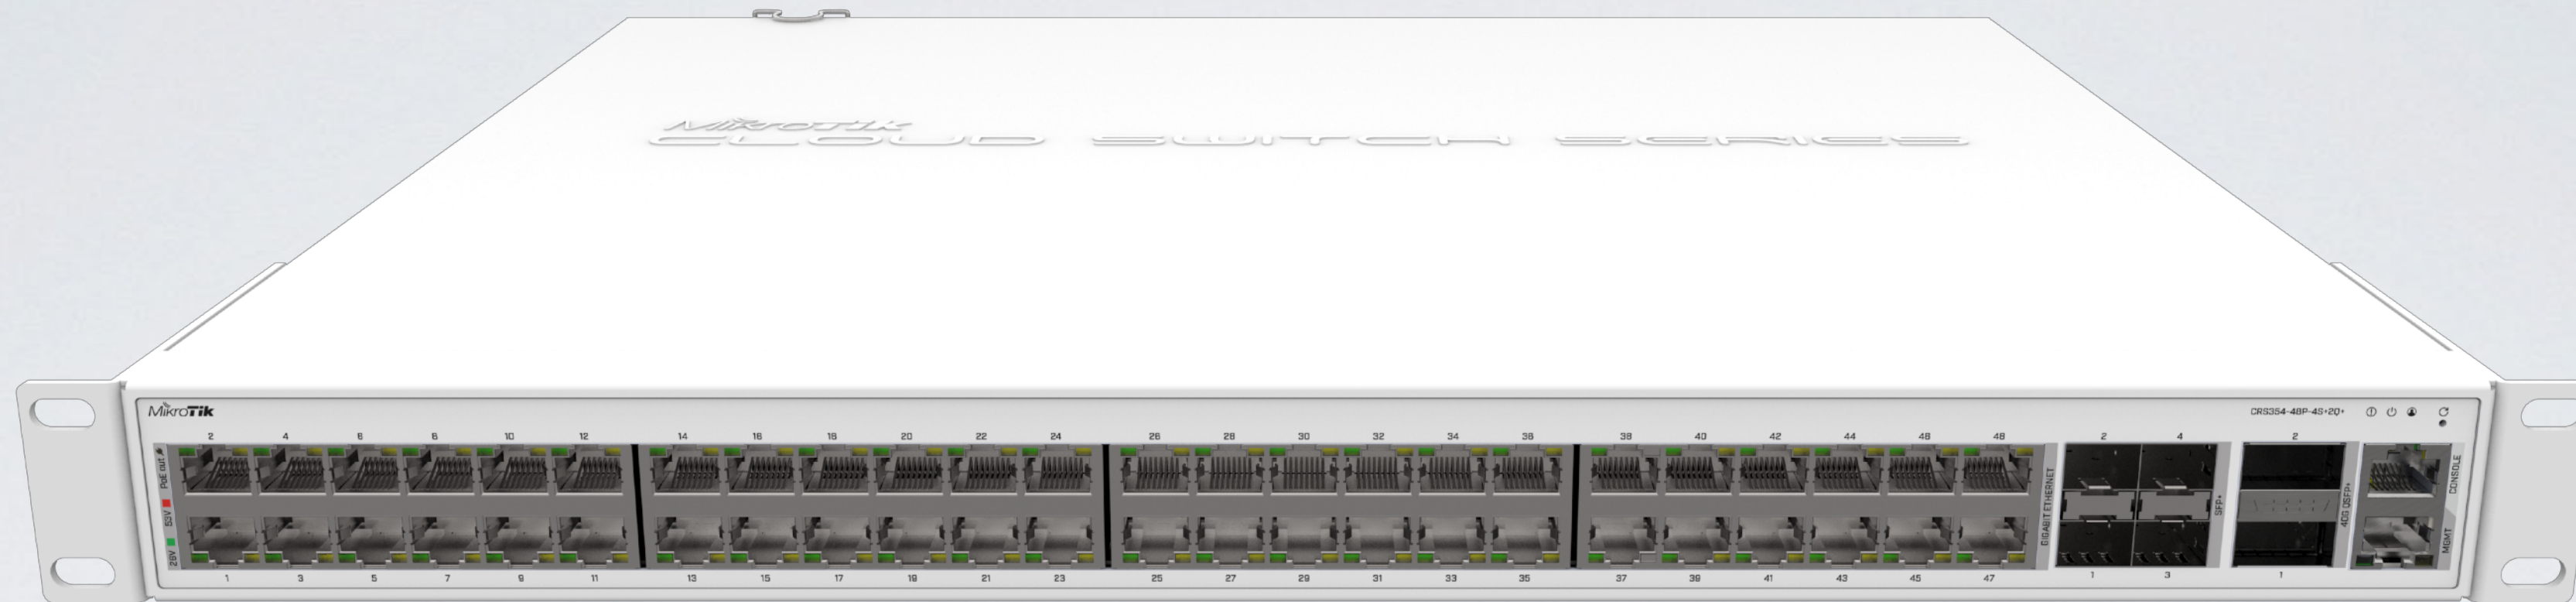 MikroTik
CLOUD SWITCH SERIES
MikroTik
CRS354-48P-4S+2Q+
2 4 6 8 10 12 14 16 18 20 22 24 26 28 30 32 34 36 38 40 42 44 46 48 2 4 2
PoE out
53V
26V
GIGABIT ETHERNET
SFP+
40G QSFP+
CONSOLE
MGMT
1 3 5 7 9 11 13 15 17 19 21 23 25 27 29 31 33 35 37 39 41 43 45 47 1 3 1